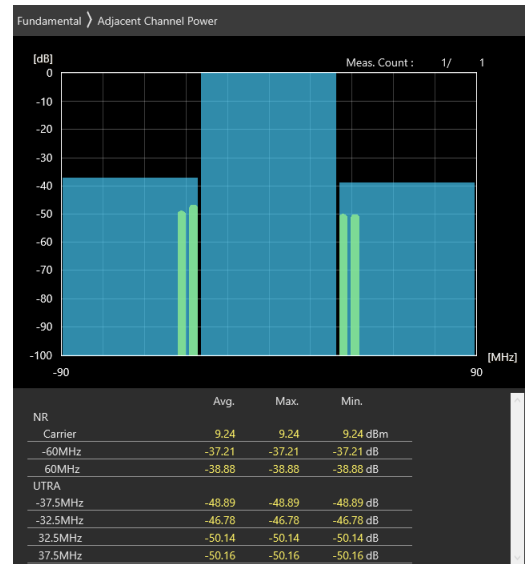 Fundamental 〉 Adjacent Channel Power
[dB]
Meas. Count : 1/ 1
0
-10
-20
-30
-40
-50
-60
-70
-80
-90
-100
[MHz]
-90 90
Avg. Max. Min.
NR
Carrier 9.24 9.24 9.24 dBm
-60MHz -37.21 -37.21 -37.21 dB
60MHz -38.88 -38.88 -38.88 dB
UTRA
-37.5MHz -48.89 -48.89 -48.89 dB
-32.5MHz -46.78 -46.78 -46.78 dB
32.5MHz -50.14 -50.14 -50.14 dB
37.5MHz -50.16 -50.16 -50.16 dB